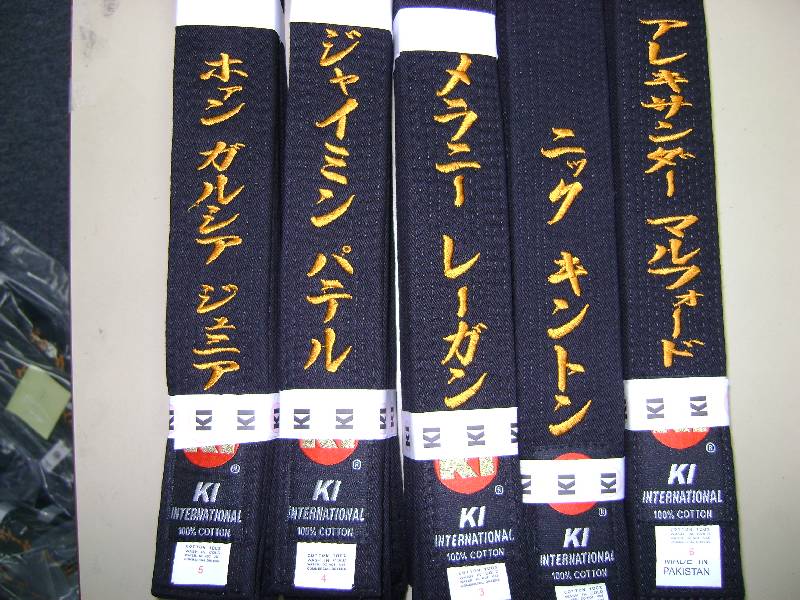 ホァン ガルシア ジュニア
KI
KI
®
KI
INTERNATIONAL
100% COTTON
5
ジャイミン パテル
KI
KI
®
KI
INTERNATIONAL
100% COTTON
4
メラニー レーガン
KI
KI
KI
®
KI
INTERNATIONAL
100% COTTON
3
ニック キントン
KI
KI
®
KI
INTERNATIONAL
100% COTTON
アレキサンダー マルフォード
KI
KI
®
KI
INTERNATIONAL
100% COTTON
6
MADE IN
PAKISTAN